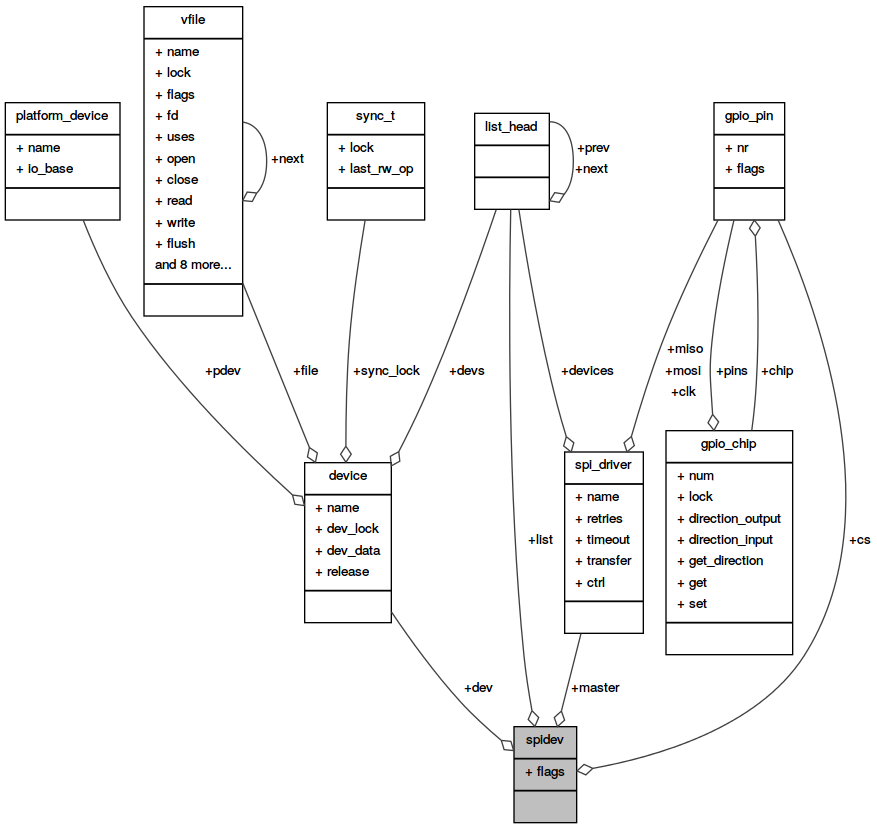 vfile
+ name
+ lock
+ flags
+ fd
+ uses
+ open
+ close
+ read
+ write
+ flush
and 8 more...
+next
platform_device
+ name
+ io_base
sync_t
+ lock
+ last_rw_op
list_head
+prev
+next
gpio_pin
+ nr
+ flags
+pdev
+file
+sync_lock
+devs
+devices
+miso
+mosi
+clk
+pins
+chip
device
+ name
+ dev_lock
+ dev_data
+ release
spi_driver
+ name
+ retries
+ timeout
+ transfer
+ ctrl
gpio_chip
+ num
+ lock
+ direction_output
+ direction_input
+ get_direction
+ get
+ set
+list
+cs
+dev
+master
spidev
+ flags